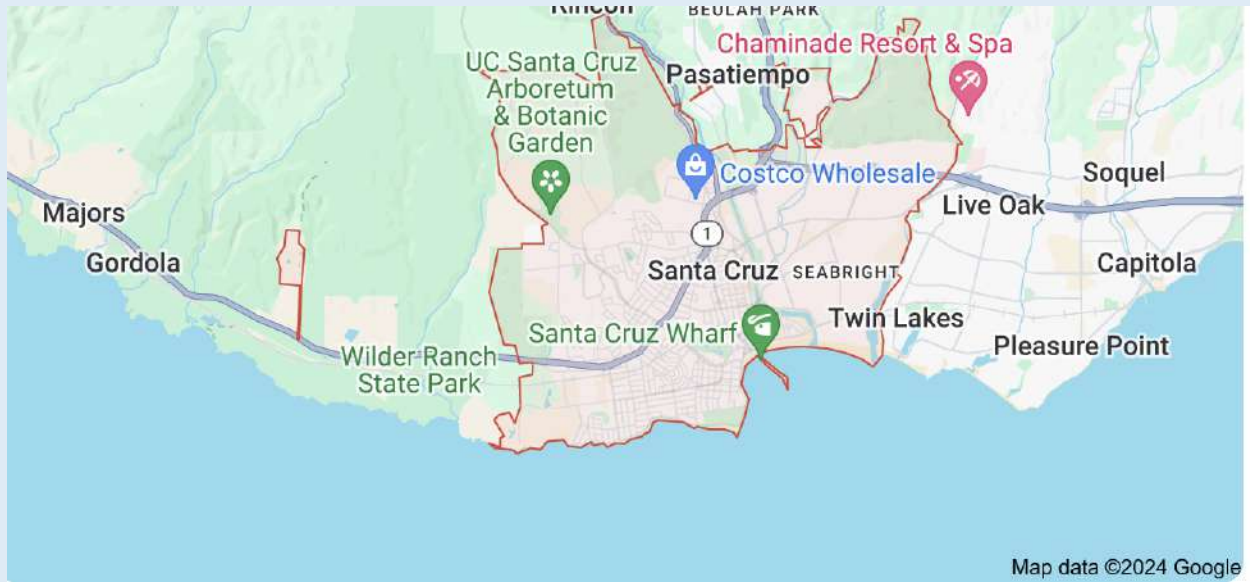 Rincon
BEULAH PARK
Chaminade Resort & Spa
UC Santa Cruz
Arboretum
& Botanic
Garden
Pasatiempo
Costco Wholesale
Soquel
Majors
Live Oak
1
Gordola
Santa Cruz
SEABRIGHT
Capitola
Santa Cruz Wharf
Twin Lakes
Wilder Ranch
State Park
Pleasure Point
Map data ©2024 Google